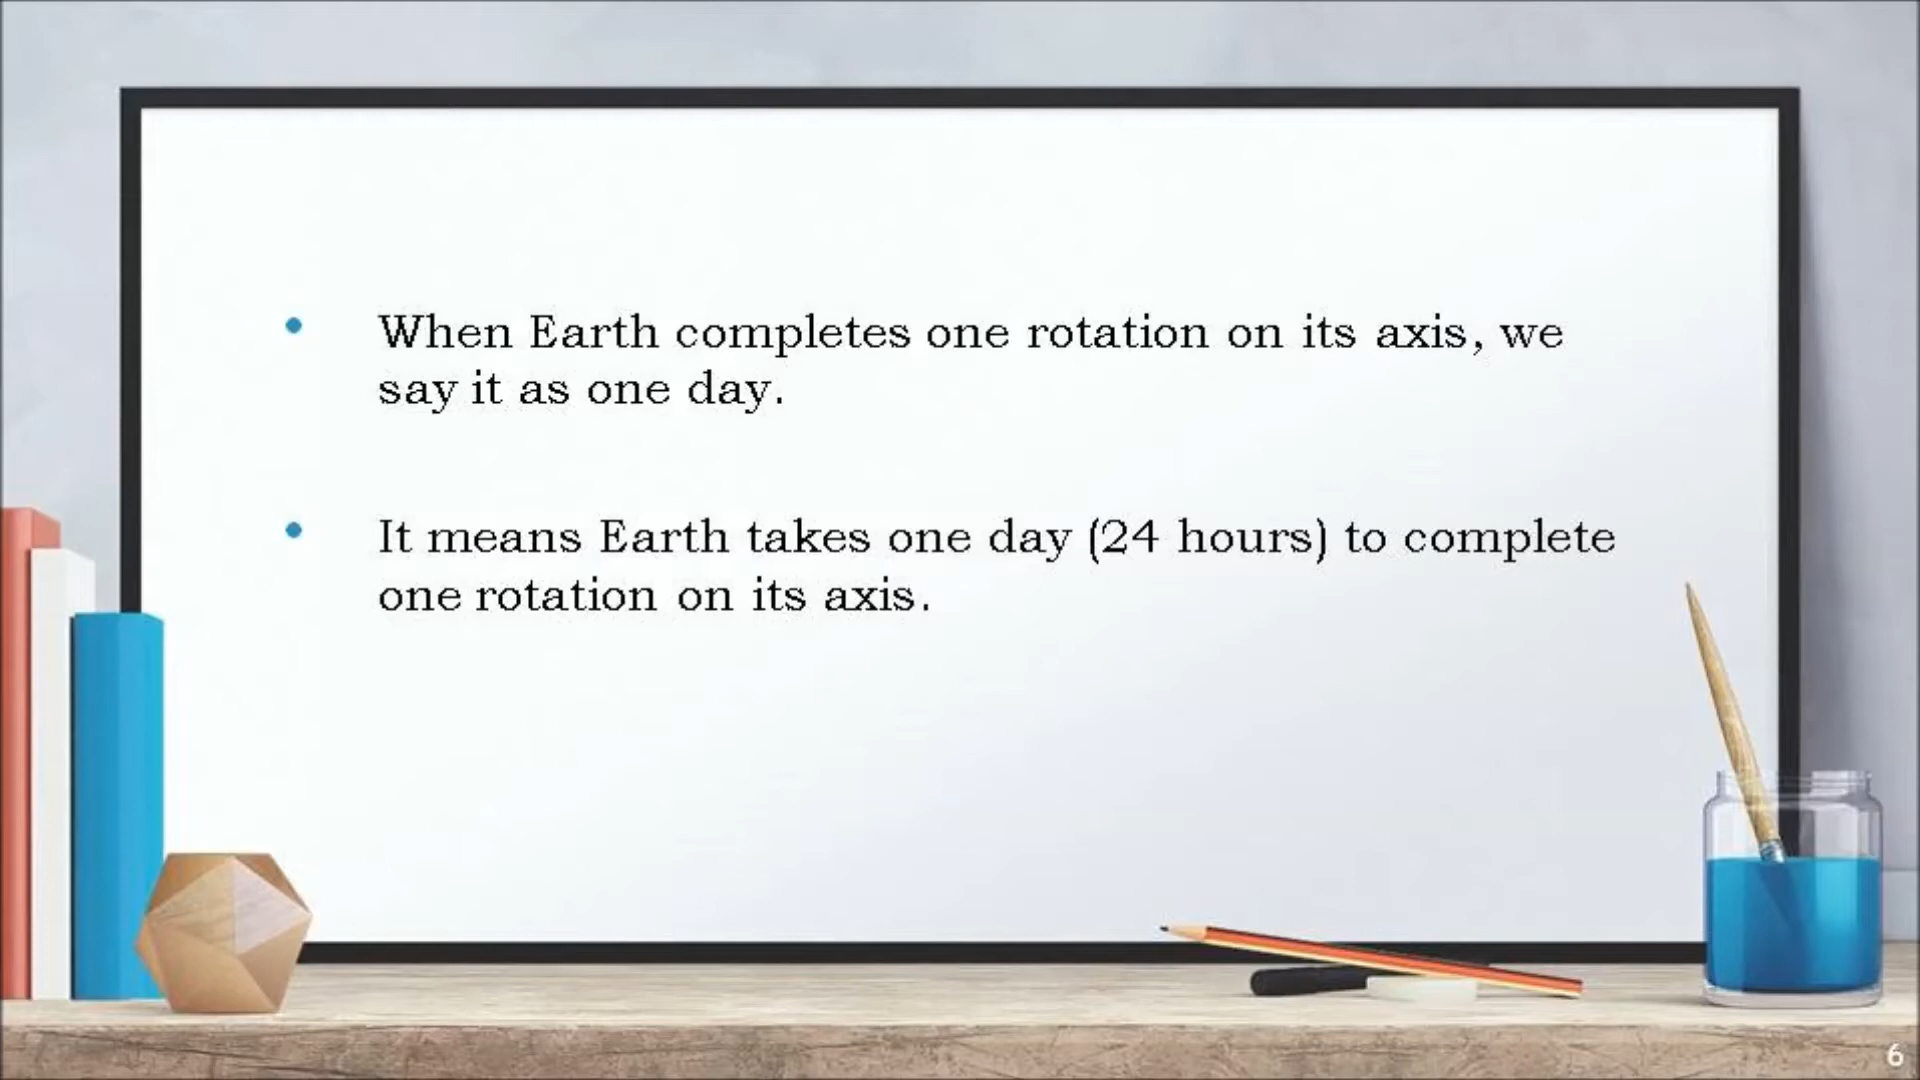 • When Earth completes one rotation on its axis, we
say it as one day.
• It means Earth takes one day (24 hours) to complete
one rotation on its axis.
6